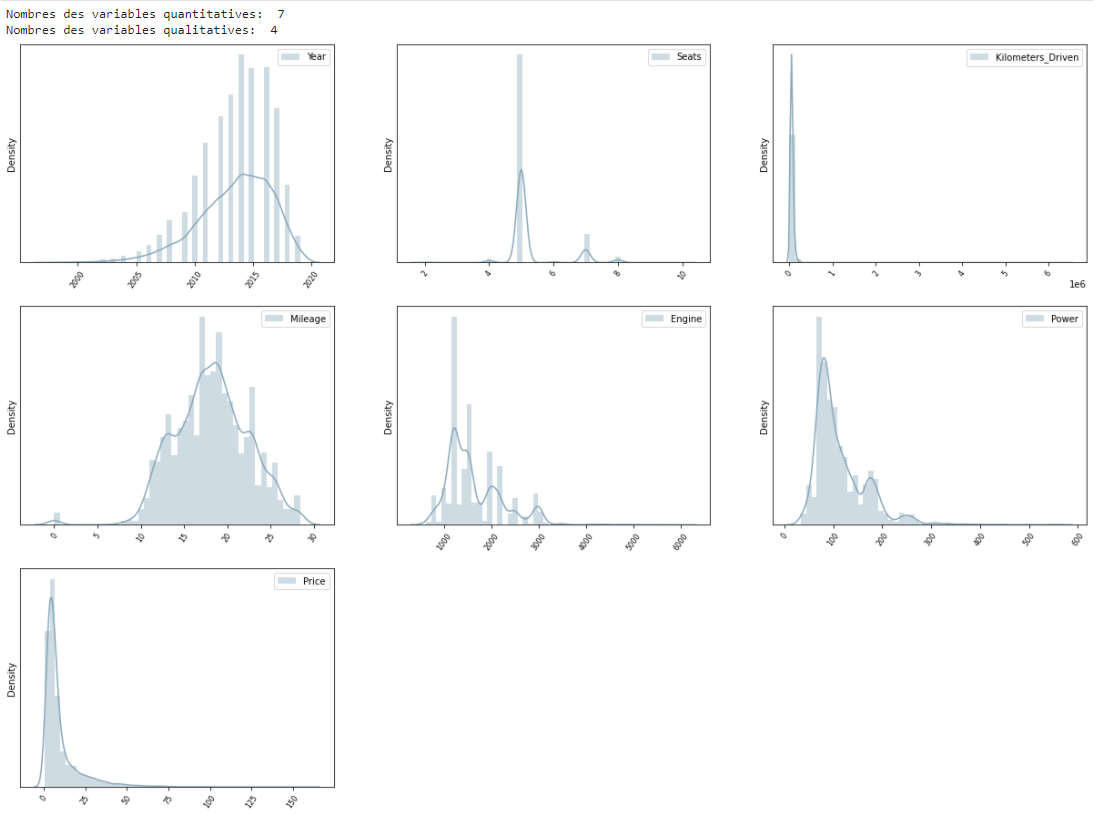 Nombres des variables quantitatives:  7
Nombres des variables qualitatives:  4
Year
Density
2000 2005 2010 2015 2020
Seats
Density
2 4 6 8 10
Kilometers_Driven
Density
0 1 2 3 4 5 6
1e6
Mileage
Density
0 5 10 15 20 25 30
Engine
Density
1000 2000 3000 4000 5000 6000
Power
Density
0 100 200 300 400 500 600
Price
Density
0 25 50 75 100 125 150